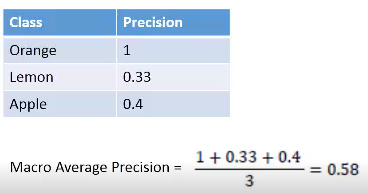 Class Precision
Orange 1
Lemon 0.33
Apple 0.4
Macro Average Precision = (1 + 0.33 + 0.4) / 3 = 0.58